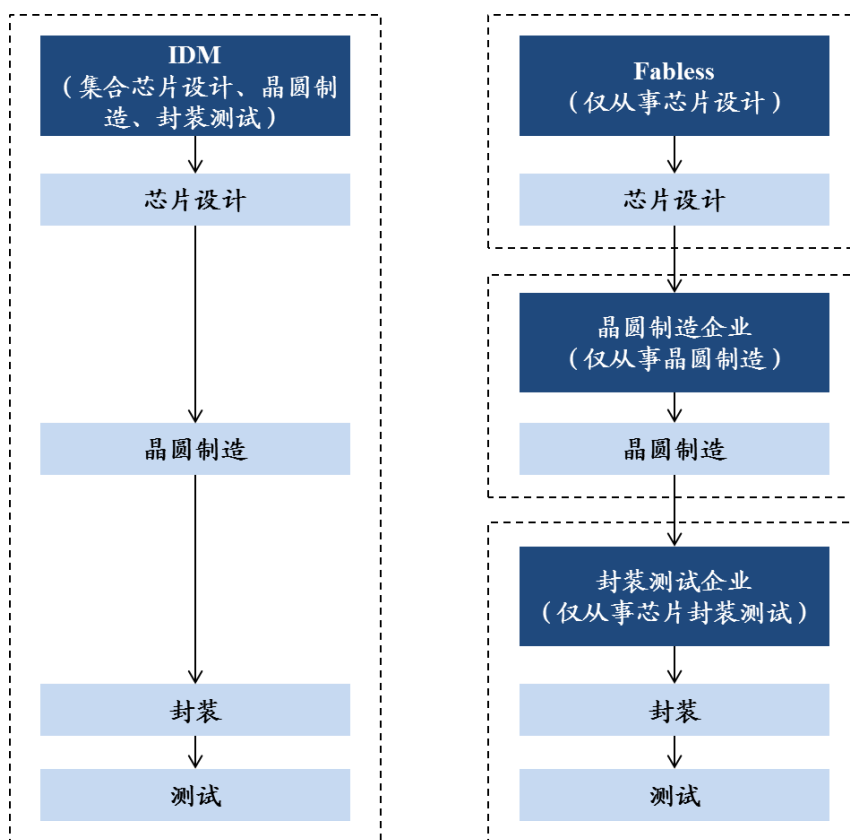 IDM
（集合芯片设计、晶圆制
造、封装测试）
芯片设计
晶圆制造
封装
测试
Fabless
（仅从事芯片设计）
芯片设计
晶圆制造企业
（仅从事晶圆制造）
晶圆制造
封装测试企业
（仅从事芯片封装测试）
封装
测试